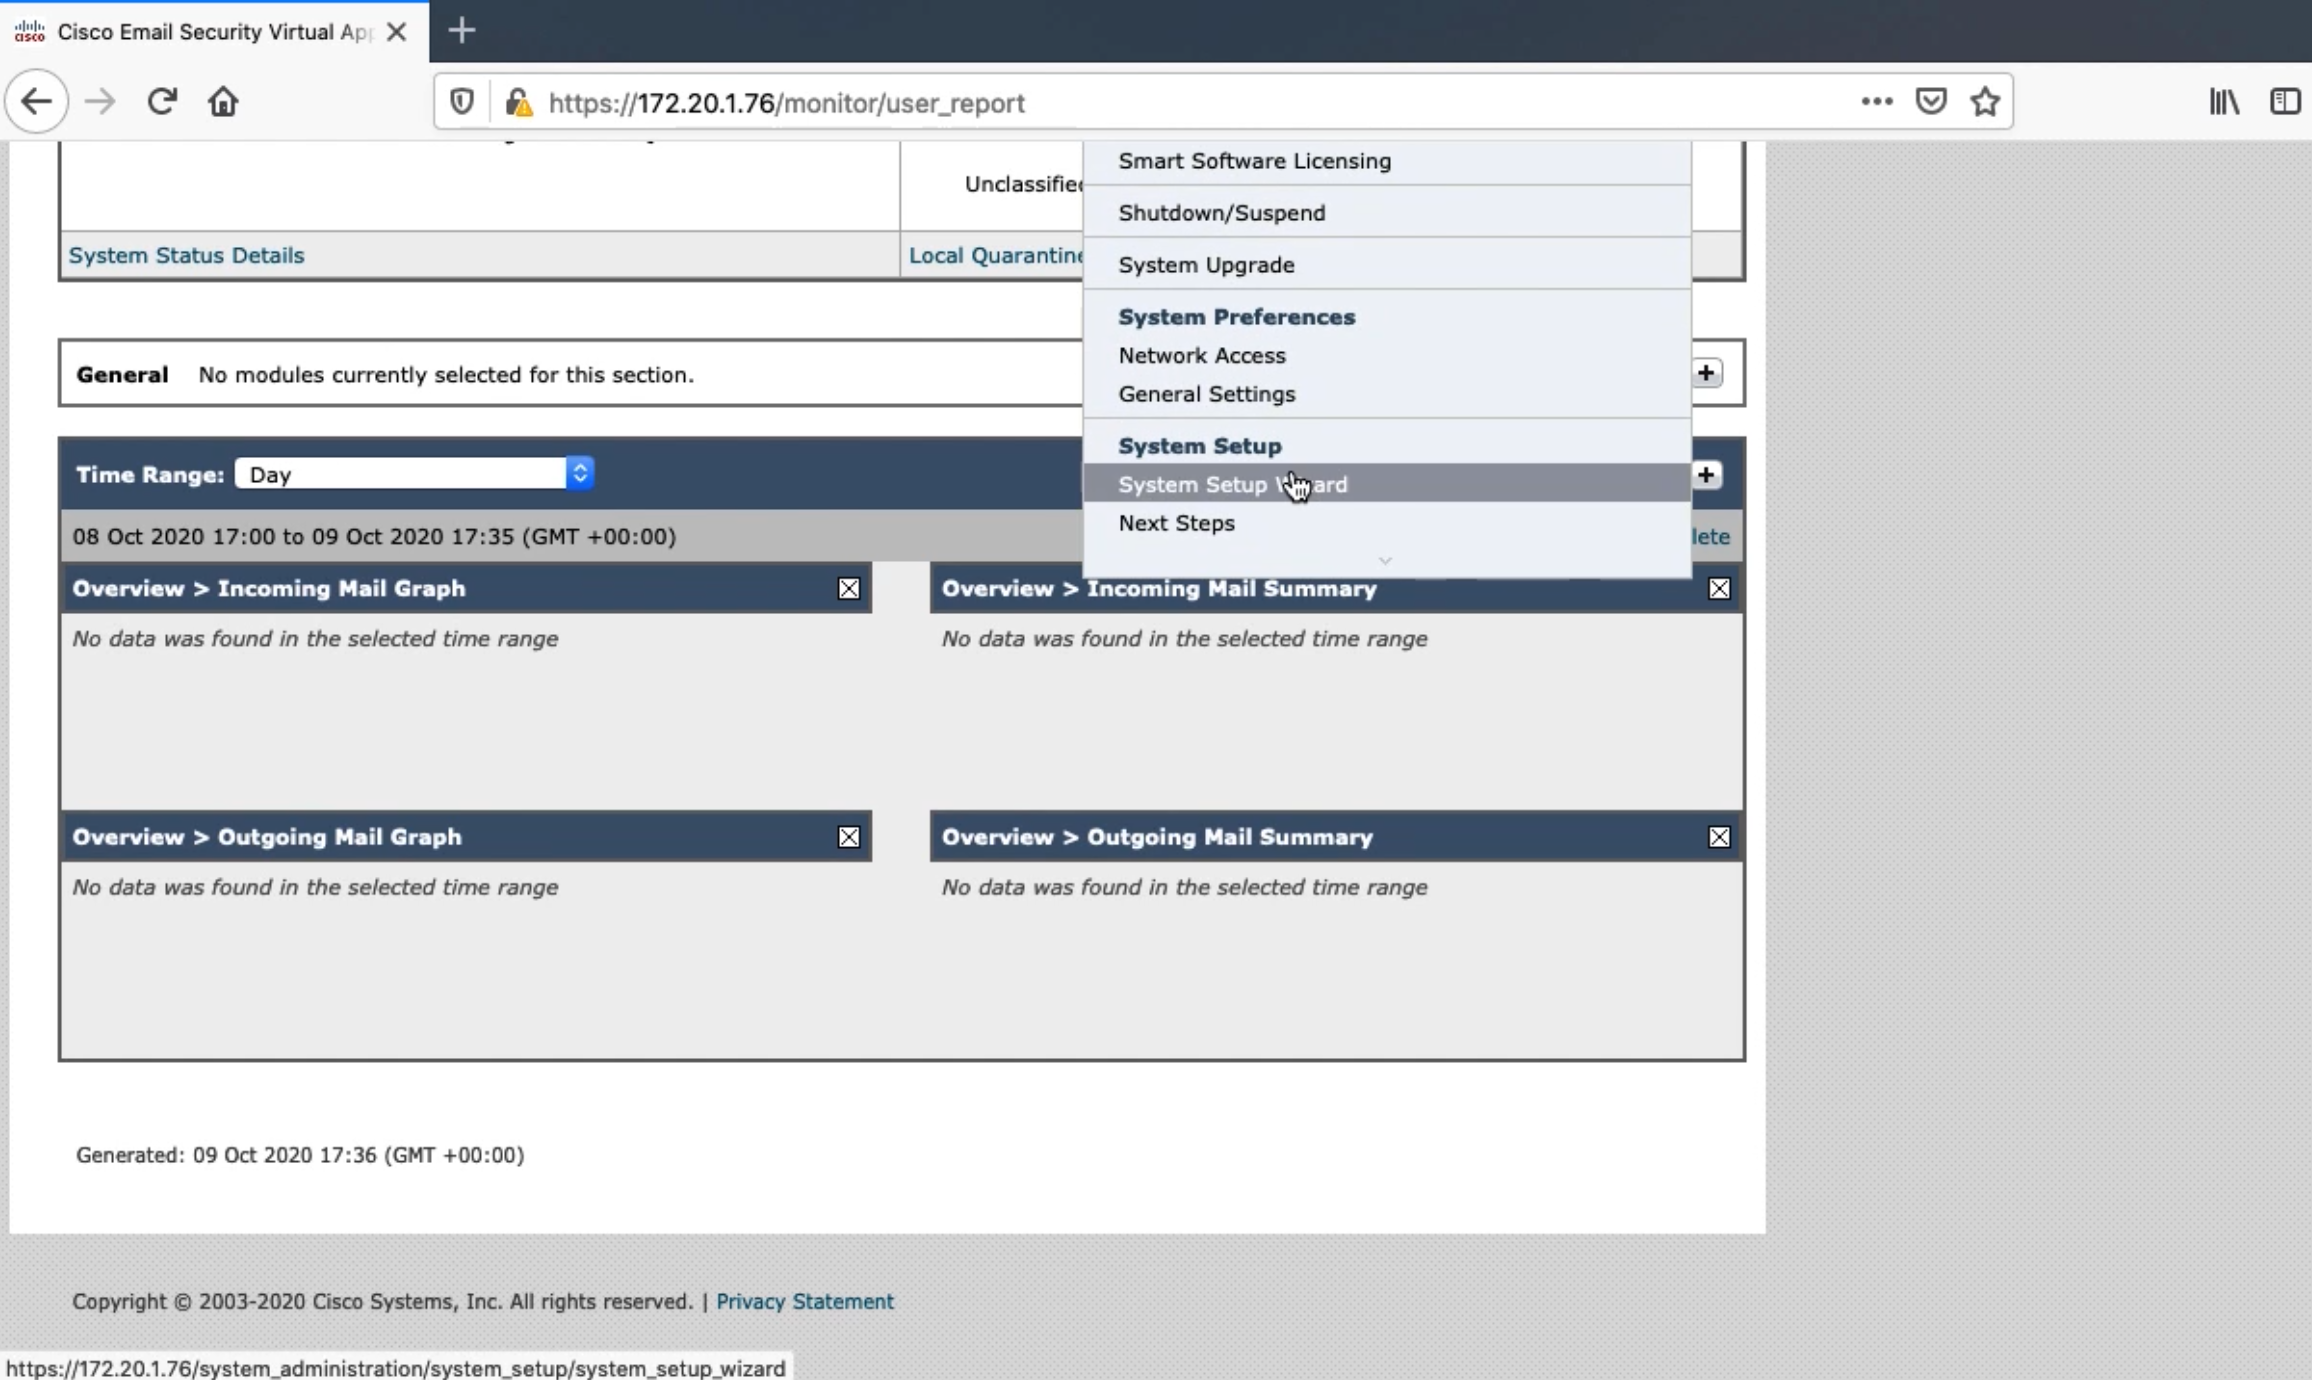 cisco Cisco Email Security Virtual App
https://172.20.1.76/monitor/user_report
Smart Software Licensing
Unclassified
Shutdown/Suspend
System Status Details
Local Quarantine
System Upgrade
System Preferences
Network Access
General Settings
General No modules currently selected for this section.
System Setup
System Setup Wizard
Next Steps
Time Range: Day
08 Oct 2020 17:00 to 09 Oct 2020 17:35 (GMT +00:00)
lete
Overview > Incoming Mail Graph
Overview > Incoming Mail Summary
No data was found in the selected time range
No data was found in the selected time range
Overview > Outgoing Mail Graph
Overview > Outgoing Mail Summary
No data was found in the selected time range
No data was found in the selected time range
Generated: 09 Oct 2020 17:36 (GMT +00:00)
Copyright © 2003-2020 Cisco Systems, Inc. All rights reserved. | Privacy Statement
https://172.20.1.76/system_administration/system_setup/system_setup_wizard